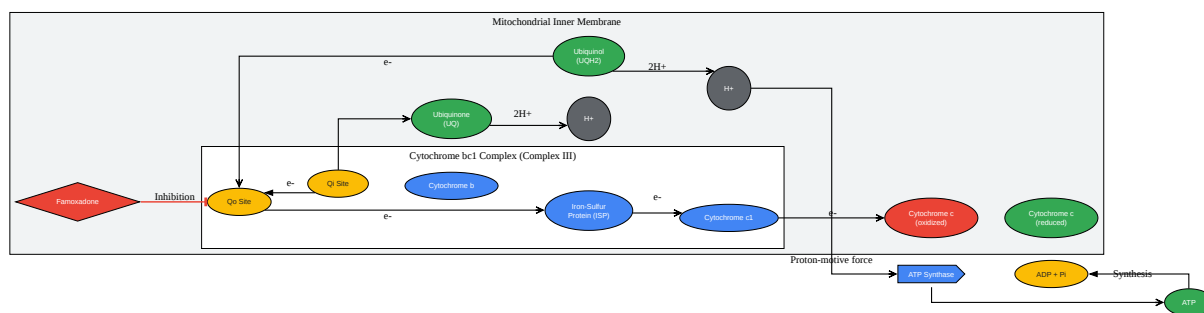 Mitochondrial Inner Membrane
Ubiquinol
(UQH2)
e-
2H+
H+
Ubiquinone
(UQ)
2H+
H+
Cytochrome bc1 Complex (Complex III)
Famoxadone
Inhibition
Qo Site
e-
Qi Site
Cytochrome b
e-
Iron-Sulfur
Protein (ISP)
e-
Cytochrome c1
e-
Cytochrome c
(oxidized)
Cytochrome c
(reduced)
Proton-motive force
ATP Synthase
ADP + Pi
Synthesis
ATP